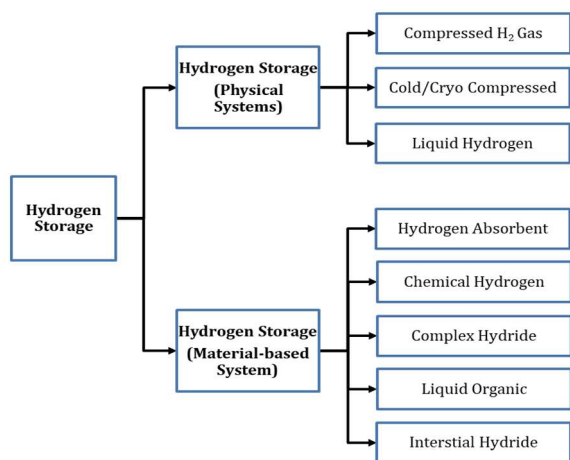 Hydrogen
Storage
Hydrogen Storage
(Physical
Systems)
Compressed H₂ Gas
Cold/Cryo Compressed
Liquid Hydrogen
Hydrogen Storage
(Material-based
System)
Hydrogen Absorbent
Chemical Hydrogen
Complex Hydride
Liquid Organic
Interstial Hydride